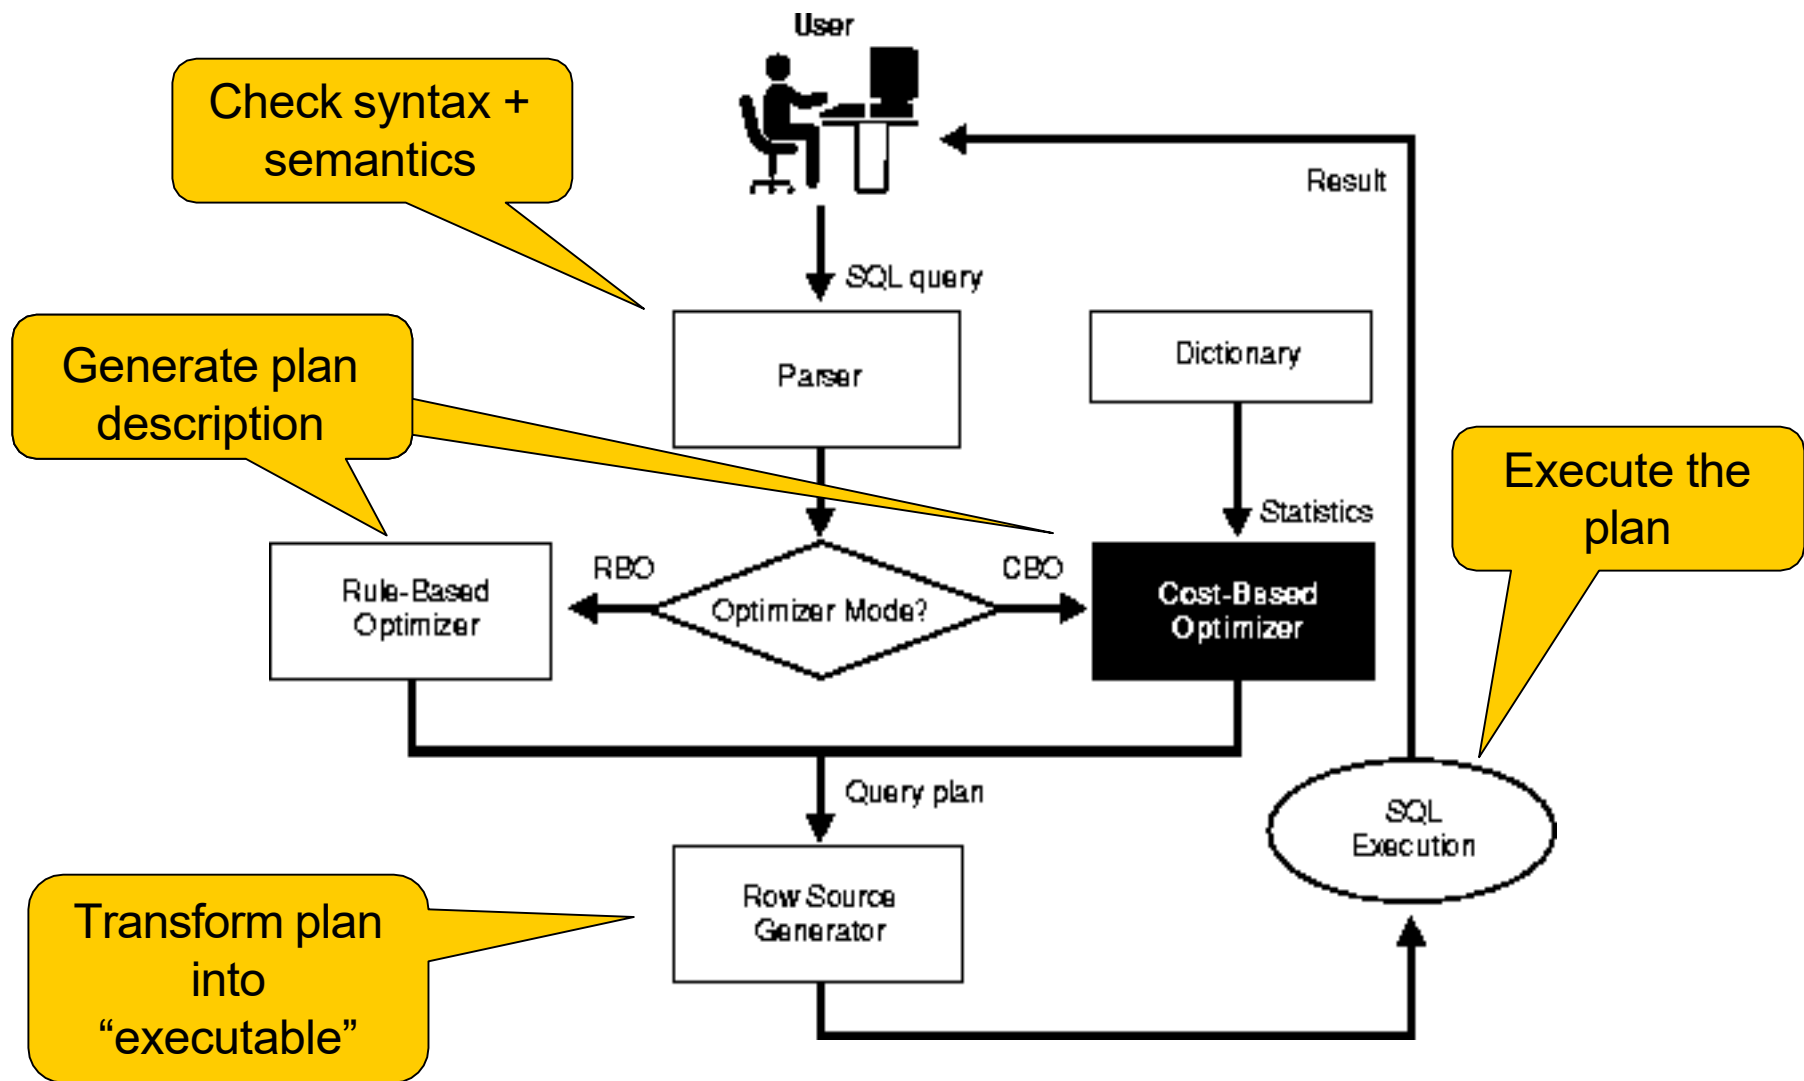 User
Check syntax +
semantics
Result
SQL query
Generate plan
description
Parser
Dictionary
Statistics
Execute the
plan
RBO
CBO
Rule-Based
Optimizer
Optimizer Mode?
Cost-Based
Optimizer
Query plan
SQL
Execution
Transform plan
into
“executable”
Row Source
Generator